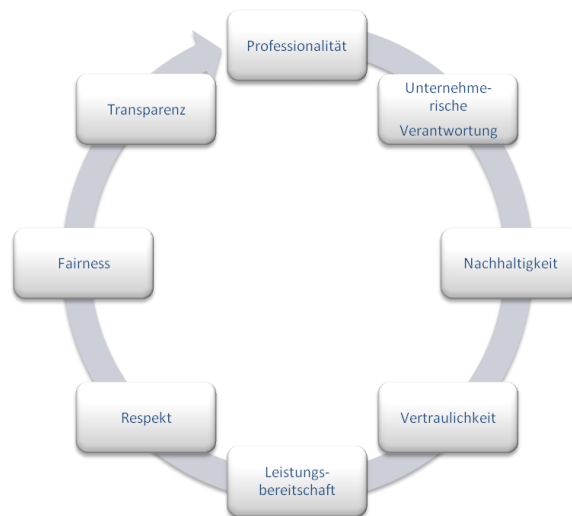 Professionalität
Unternehme-
rische
Verantwortung
Nachhaltigkeit
Vertraulichkeit
Leistungs-
bereitschaft
Respekt
Fairness
Transparenz